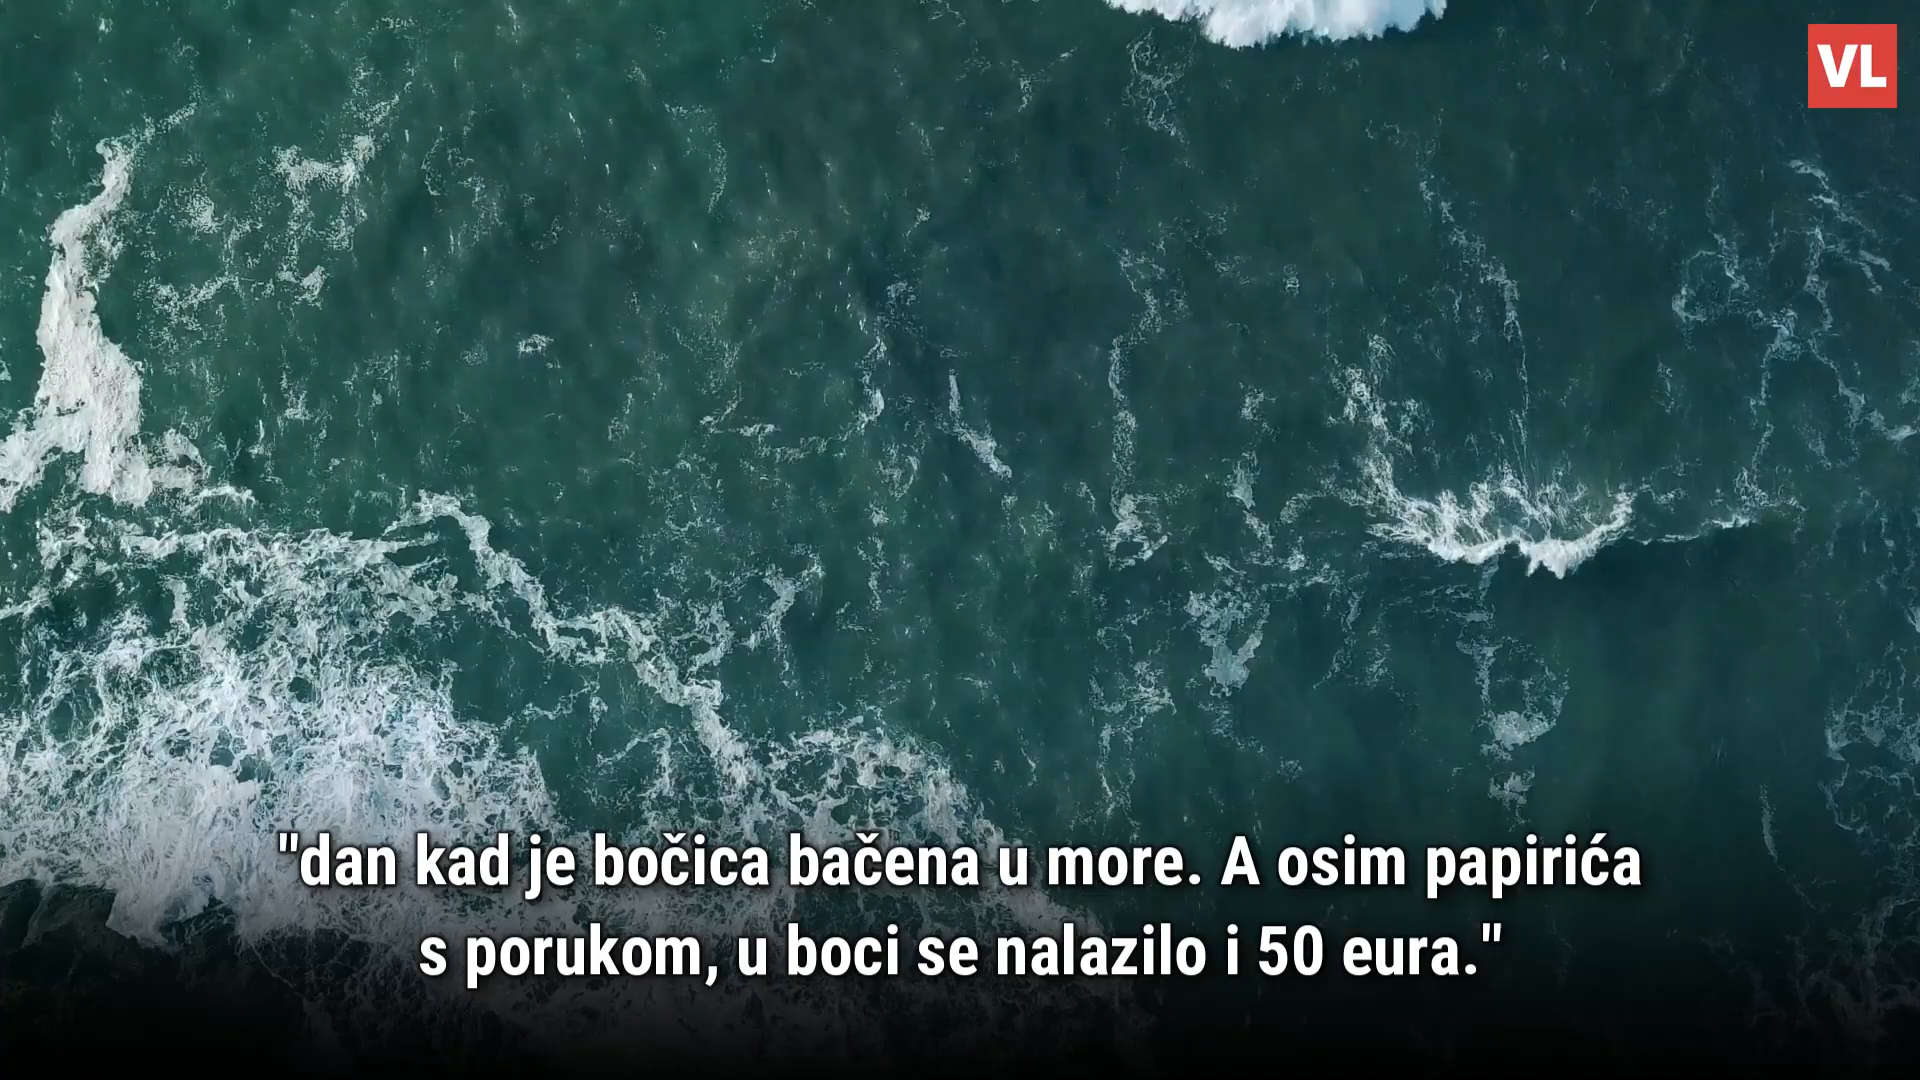 VL
"dan kad je bočica bačena u more. A osim papirića
s porukom, u boci se nalazilo i 50 eura."